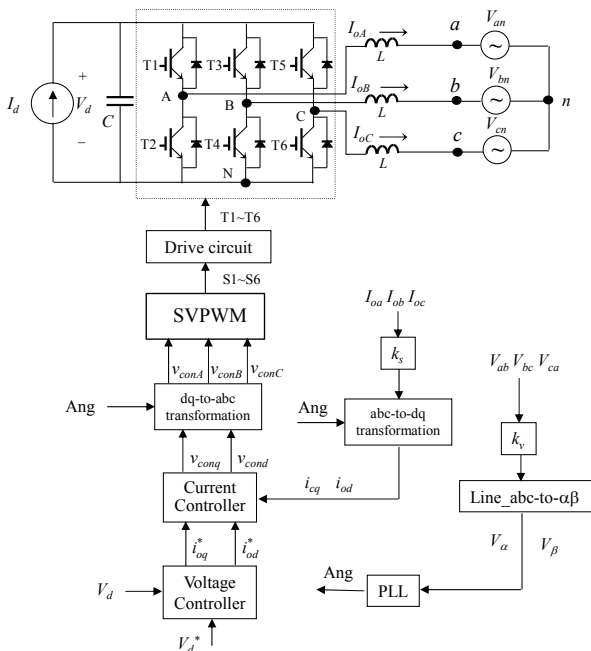 I_oA
a
V_an
T1
T3
T5
L
+
A
I_oB
b
V_bn
I_d
V_d
n
C
B
L
C
I_oC
c
V_cn
−
T2
T4
T6
L
N
T1~T6
Drive circuit
S1~S6
I_oa I_ob I_oc
SVPWM
k_s
V_ab V_bc V_ca
v_conA v_conB v_conC
Ang
dq-to-abc
transformation
Ang
abc-to-dq
transformation
k_v
v_conq v_cond
Current
Controller
i_cq i_od
Line_abc-to-αβ
i*_oq i*_od
V_α V_β
V_d
Voltage
Controller
Ang
PLL
V_d*